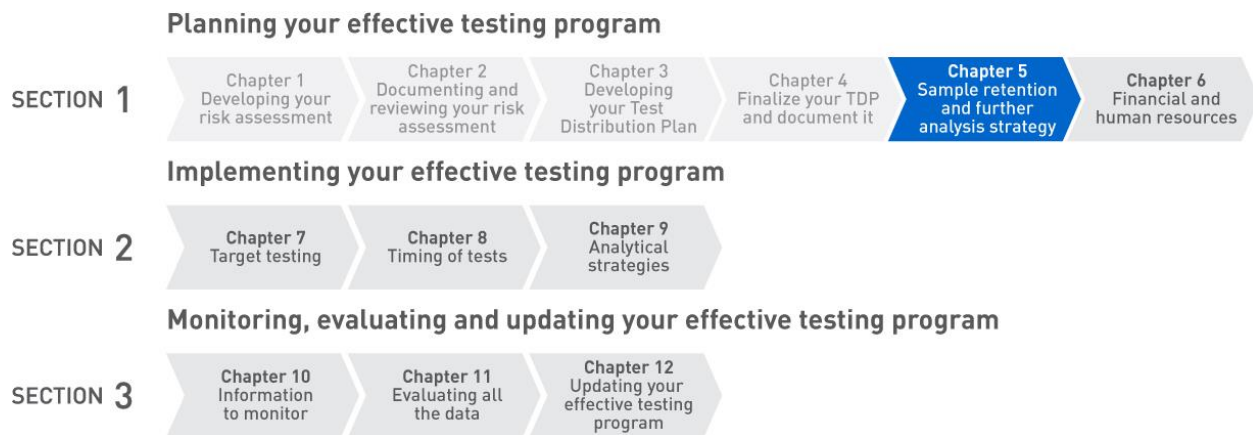 Planning your effective testing program
SECTION 1
Chapter 1
Developing your
risk assessment
Chapter 2
Documenting and
reviewing your risk
assessment
Chapter 3
Developing
your Test
Distribution Plan
Chapter 4
Finalize your TDP
and document it
Chapter 5
Sample retention
and further
analysis strategy
Chapter 6
Financial and
human resources
Implementing your effective testing program
SECTION 2
Chapter 7
Target testing
Chapter 8
Timing of tests
Chapter 9
Analytical
strategies
Monitoring, evaluating and updating your effective testing program
SECTION 3
Chapter 10
Information
to monitor
Chapter 11
Evaluating all
the data
Chapter 12
Updating your
effective testing
program